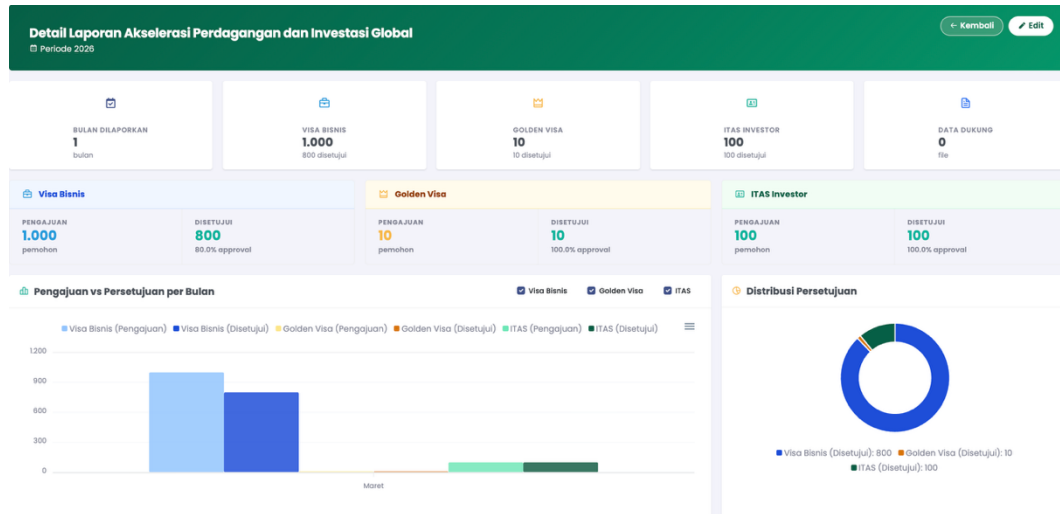 Detail Laporan Akselerasi Perdagangan dan Investasi Global
Periode 2026
← Kembali
Edit
BULAN DILAPORKAN
1
bulan
VISA BISNIS
1.000
800 disetujui
GOLDEN VISA
10
10 disetujui
ITAS INVESTOR
100
100 disetujui
DATA DUKUNG
0
file
Visa Bisnis
PENGAJUAN
1.000
pemohon
DISETUJUI
800
80.0% approval
Golden Visa
PENGAJUAN
10
pemohon
DISETUJUI
10
100.0% approval
ITAS Investor
PENGAJUAN
100
pemohon
DISETUJUI
100
100.0% approval
Pengajuan vs Persetujuan per Bulan
Visa Bisnis Golden Visa ITAS
Visa Bisnis (Pengajuan) Visa Bisnis (Disetujui) Golden Visa (Pengajuan) Golden Visa (Disetujui) ITAS (Pengajuan) ITAS (Disetujui)
1.200
900
600
300
0
Maret
Distribusi Persetujuan
Visa Bisnis (Disetujui): 800 Golden Visa (Disetujui): 10
ITAS (Disetujui): 100